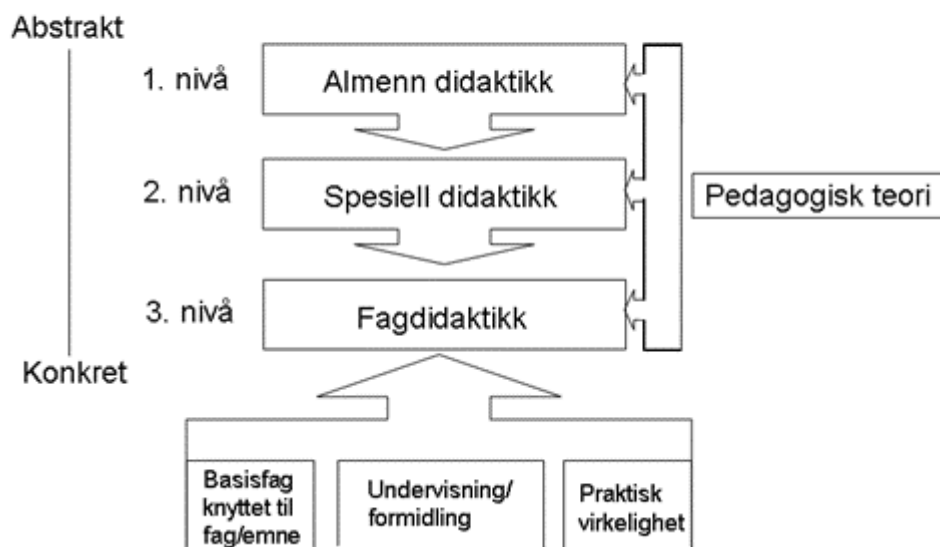 Abstrakt
1. nivå
Almenn didaktikk
2. nivå
Spesiell didaktikk
Pedagogisk teori
3. nivå
Fagdidaktikk
Konkret
Basisfag
knyttet til
fag/emne
Undervisning/
formidling
Praktisk
virkelighet